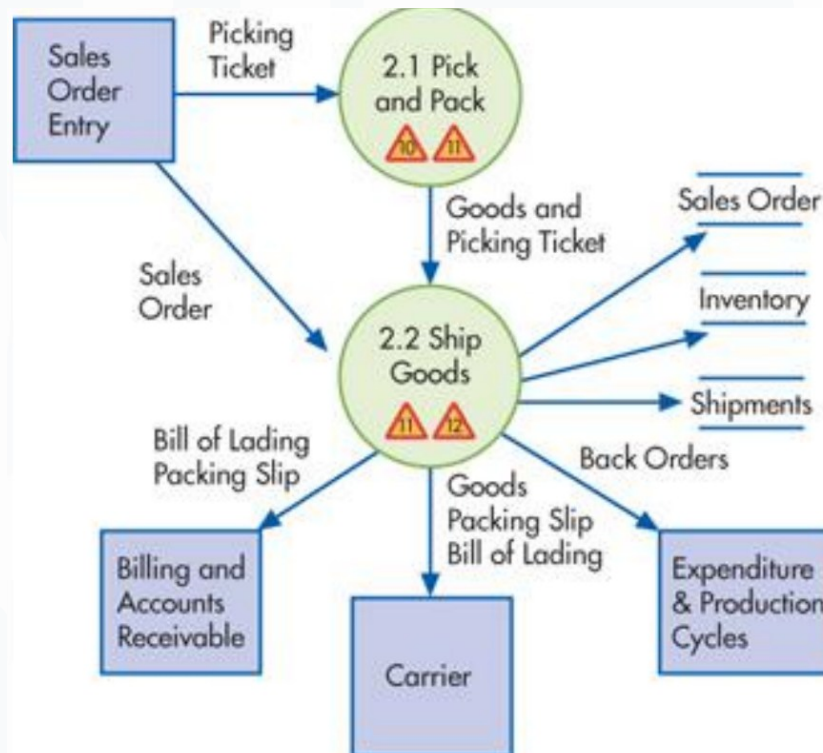 Sales
Order
Entry
Picking
Ticket
2.1 Pick
and Pack
10
11
Goods and
Picking Ticket
Sales
Order
Sales Order
Inventory
Shipments
2.2 Ship
Goods
11
12
Bill of Lading
Packing Slip
Goods
Packing Slip
Bill of Lading
Back Orders
Billing and
Accounts
Receivable
Carrier
Expenditure
& Production
Cycles